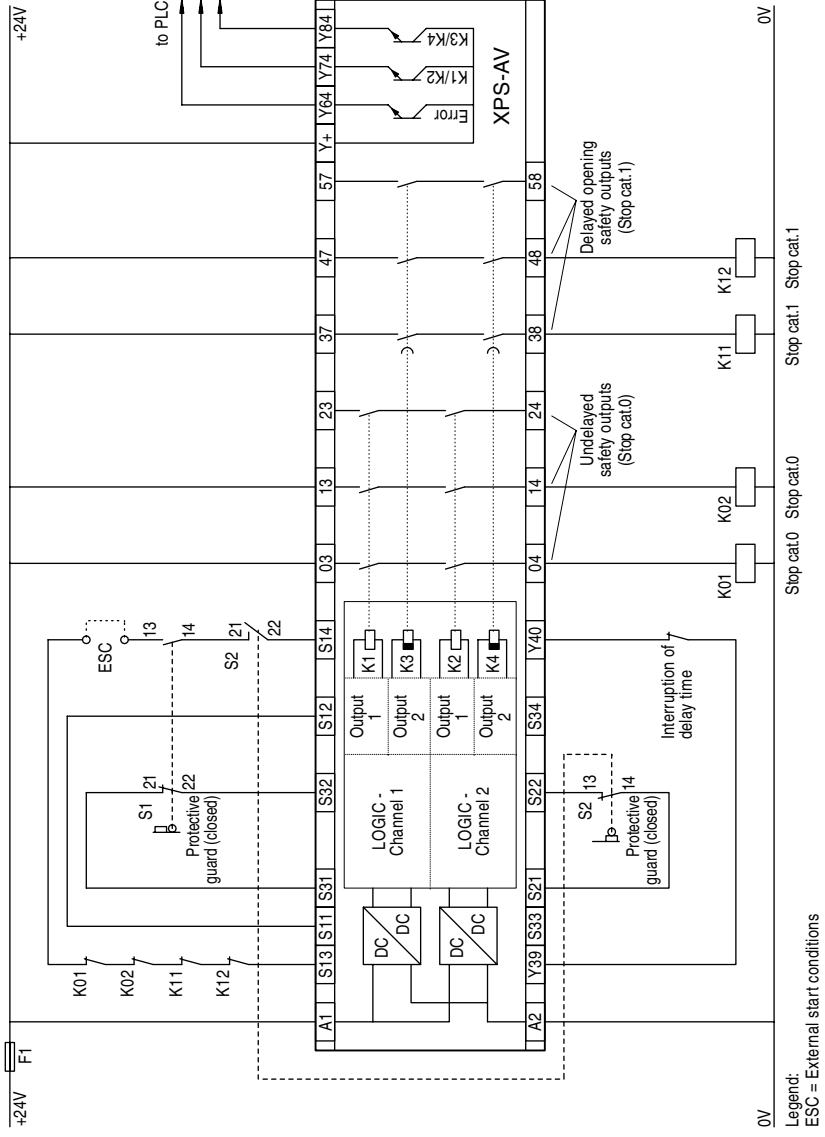 +24V
F1
+24V
K01
K02
K11
K12
S1
21
22
Protective
guard (closed)
ESC
13
14
S2
21
22
to PLC
A1
S13
S11
S31
S32
S12
S14
03
13
23
37
47
57
Y+
Y64
Y74
Y84
DC
DC
DC
DC
LOGIC -
Channel 1
LOGIC -
Channel 2
Output
1
Output
2
Output
1
Output
2
K1
K3
K2
K4
Error
K1/K2
K3/K4
XPS-AV
A2
Y39
S33
S21
S22
S34
Y40
04
14
24
38
48
58
S2
13
14
Protective
guard (closed)
Interruption of
delay time
Undelayed
safety outputs
(Stop cat.0)
Delayed opening
safety outputs
(Stop cat.1)
K01
K02
K11
K12
0V
0V
Stop cat.0
Stop cat.0
Stop cat.1
Stop cat.1
Legend:
ESC = External start conditions